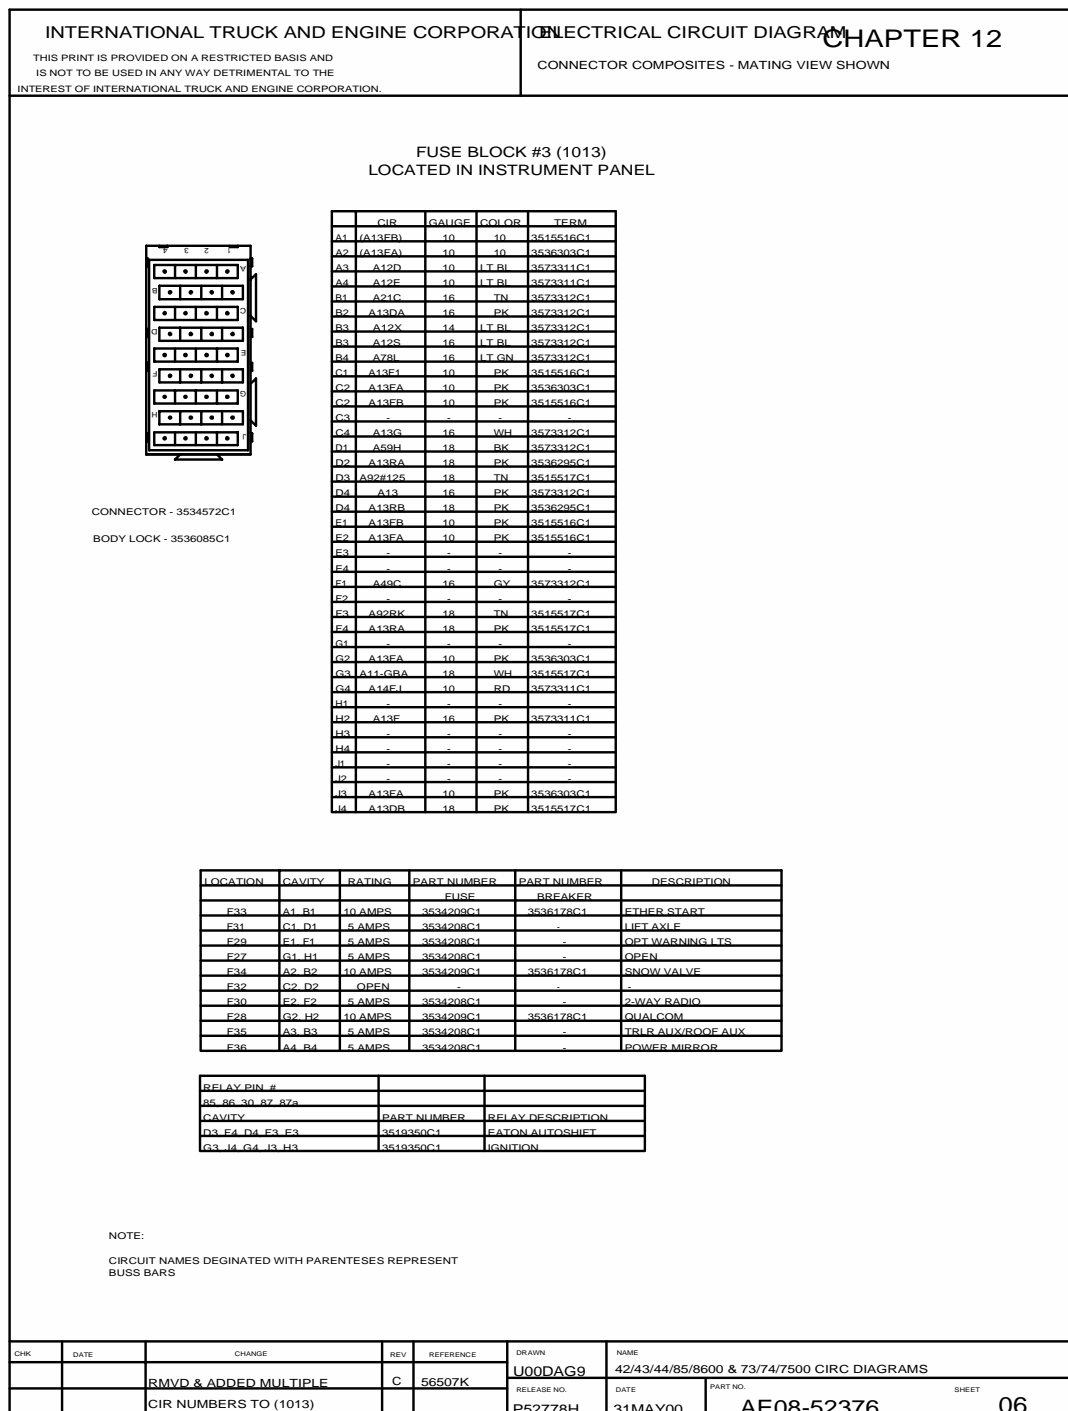 INTERNATIONAL TRUCK AND ENGINE CORPORATION
THIS PRINT IS PROVIDED ON A RESTRICTED BASIS AND
IS NOT TO BE USED IN ANY WAY DETRIMENTAL TO THE
INTEREST OF INTERNATIONAL TRUCK AND ENGINE CORPORATION.
ELECTRICAL CIRCUIT DIAGRAM
CHAPTER 12
CONNECTOR COMPOSITES - MATING VIEW SHOWN
FUSE BLOCK #3 (1013)
LOCATED IN INSTRUMENT PANEL
4 3 2 1
A
B
C
D
E
F
G
H
J
CONNECTOR - 3534572C1
BODY LOCK - 3536085C1
CIR GAUGE COLOR TERM
A1 (A13FB) 10 10 3515516C1
A2 (A13FA) 10 10 3536303C1
A3 A12D 10 LT BL 3573311C1
A4 A12E 10 LT BL 3573311C1
B1 A21C 16 TN 3573312C1
B2 A13DA 16 PK 3573312C1
B3 A12X 14 LT BL 3573312C1
B3 A12S 16 LT BL 3573312C1
B4 A78L 16 LT GN 3573312C1
C1 A13F1 10 PK 3515516C1
C2 A13FA 10 PK 3536303C1
C2 A13FB 10 PK 3515516C1
C3 - - - -
C4 A13G 16 WH 3573312C1
D1 A59H 18 BK 3573312C1
D2 A13RA 18 PK 3536295C1
D3 A92#125 18 TN 3515517C1
D4 A13 16 PK 3573312C1
D4 A13RB 18 PK 3536295C1
E1 A13FB 10 PK 3515516C1
E2 A13FA 10 PK 3515516C1
E3 - - - -
E4 - - - -
F1 A49C 16 GY 3573312C1
F2 - - - -
F3 A92RK 18 TN 3515517C1
F4 A13RA 18 PK 3515517C1
G1 - - - -
G2 A13FA 10 PK 3536303C1
G3 A11-GBA 18 WH 3515517C1
G4 A14FJ 10 RD 3573311C1
H1 - - - -
H2 A13F 16 PK 3573311C1
H3 - - - -
H4 - - - -
J1 - - - -
J2 - - - -
J3 A13FA 10 PK 3536303C1
J4 A13DB 18 PK 3515517C1
LOCATION CAVITY RATING PART NUMBER PART NUMBER DESCRIPTION
FUSE BREAKER
F33 A1, B1 10 AMPS 3534209C1 3536178C1 ETHER START
F31 C1, D1 5 AMPS 3534208C1 - LIFT AXLE
F29 E1, F1 5 AMPS 3534208C1 - OPT WARNING LTS
F27 G1, H1 5 AMPS 3534208C1 - OPEN
F34 A2, B2 10 AMPS 3534209C1 3536178C1 SNOW VALVE
F32 C2, D2 OPEN - - -
F30 E2, F2 5 AMPS 3534208C1 - 2-WAY RADIO
F28 G2, H2 10 AMPS 3534209C1 3536178C1 QUALCOM
F35 A3, B3 5 AMPS 3534208C1 - TRLR AUX/ROOF AUX
F36 A4, B4 5 AMPS 3534208C1 - POWER MIRROR
RELAY PIN #
85, 86, 30, 87, 87a
CAVITY PART NUMBER RELAY DESCRIPTION
D3, F4, D4, F3, E3 3519350C1 EATON AUTOSHIFT
G3, J4, G4, J3, H3 3519350C1 IGNITION
NOTE:
CIRCUIT NAMES DEGINATED WITH PARENTESES REPRESENT
BUSS BARS
CHK DATE CHANGE REV REFERENCE DRAWN NAME
RMVD & ADDED MULTIPLE C 56507K U00DAG9 42/43/44/85/8600 & 73/74/7500 CIRC DIAGRAMS
RELEASE NO. DATE PART NO. SHEET
CIR NUMBERS TO (1013) P52778H 31MAY00 AE08-52376 06